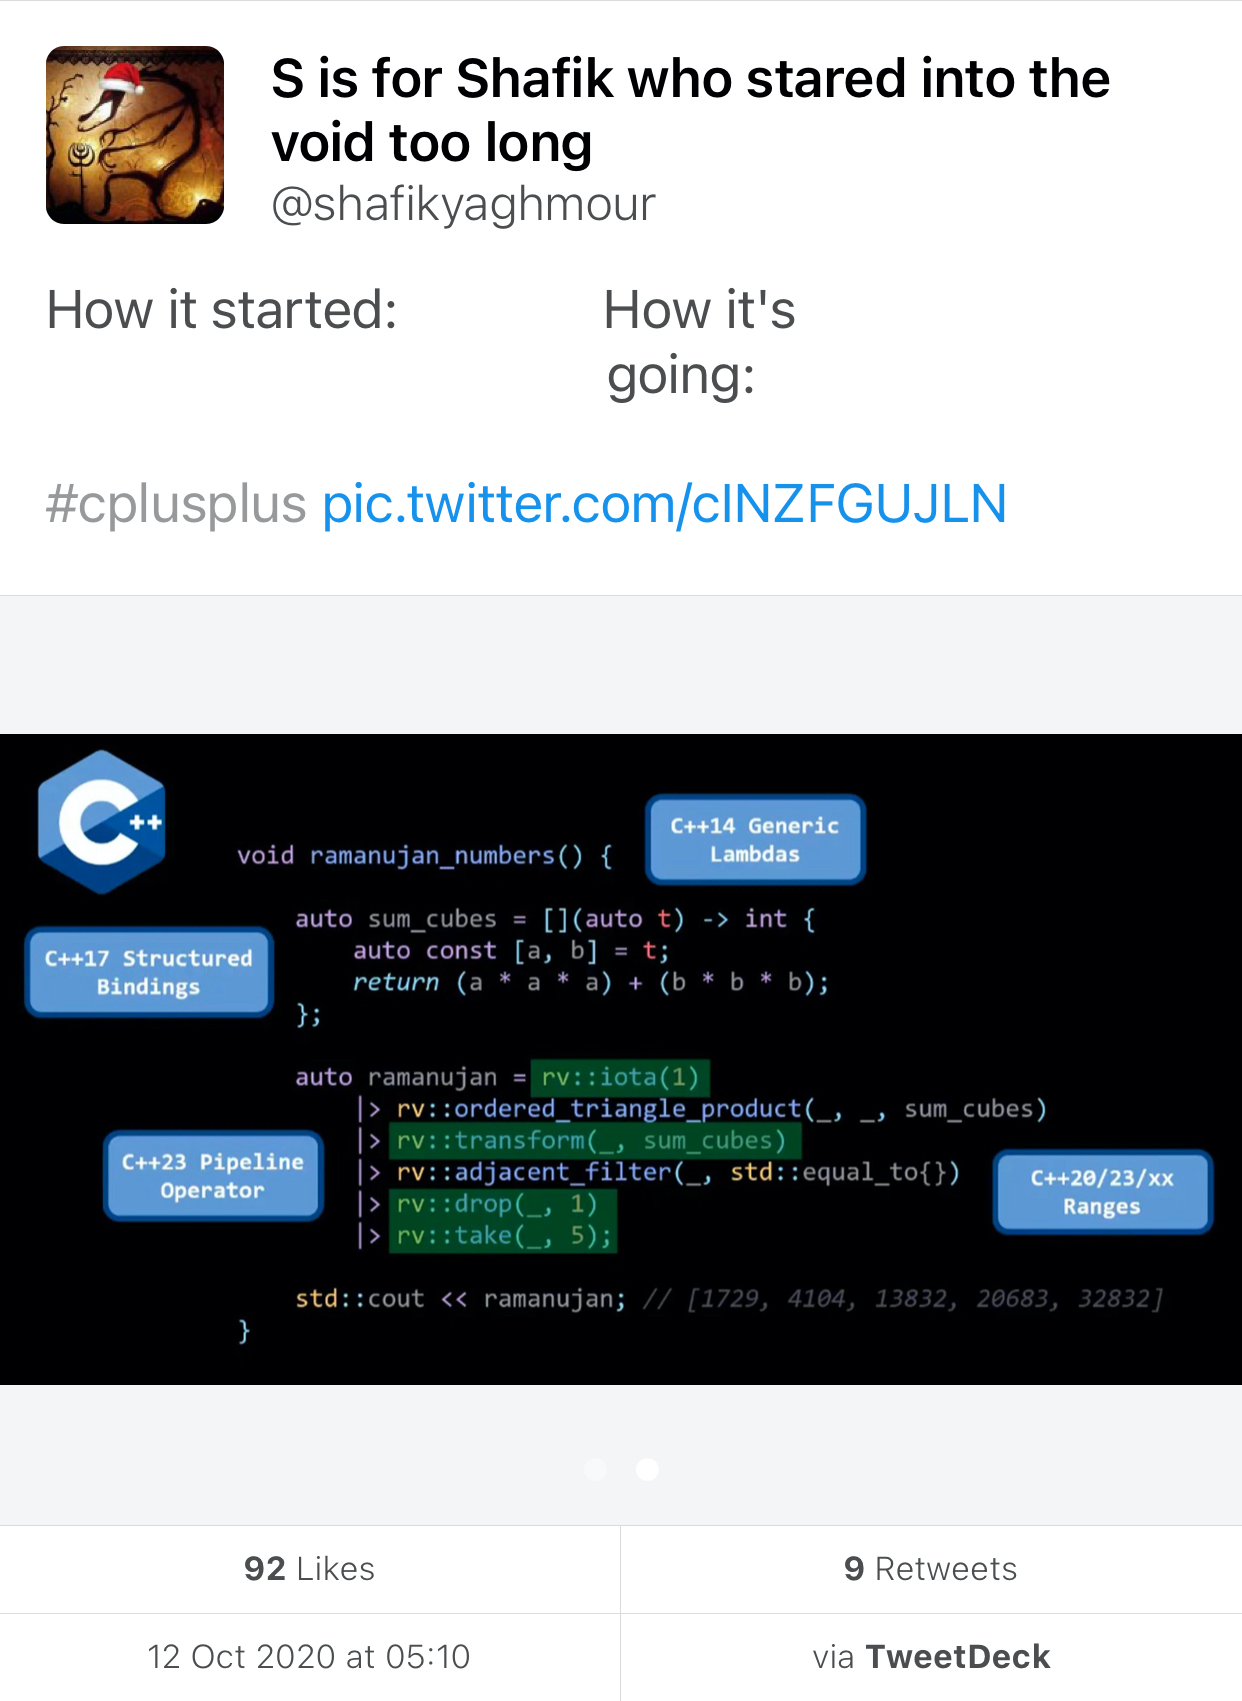 S is for Shafik who stared into the
void too long
@shafikyaghmour
How it started: How it's
going:
#cplusplus pic.twitter.com/cINZFGUJLN
C++
C++14 Generic
Lambdas
void ramanujan_numbers() {
auto sum_cubes = [](auto t) -> int {
C++17 Structured
Bindings
auto const [a, b] = t;
return (a * a * a) + (b * b * b);
};
auto ramanujan = rv::iota(1)
|> rv::ordered_triangle_product(_, _, sum_cubes)
|> rv::transform(_, sum_cubes)
C++23 Pipeline
Operator
|> rv::adjacent_filter(_, std::equal_to{})
C++20/23/xx
Ranges
|> rv::drop(_, 1)
|> rv::take(_, 5);
std::cout << ramanujan; // [1729, 4104, 13832, 20683, 32832]
}
92 Likes 9 Retweets
12 Oct 2020 at 05:10 via TweetDeck